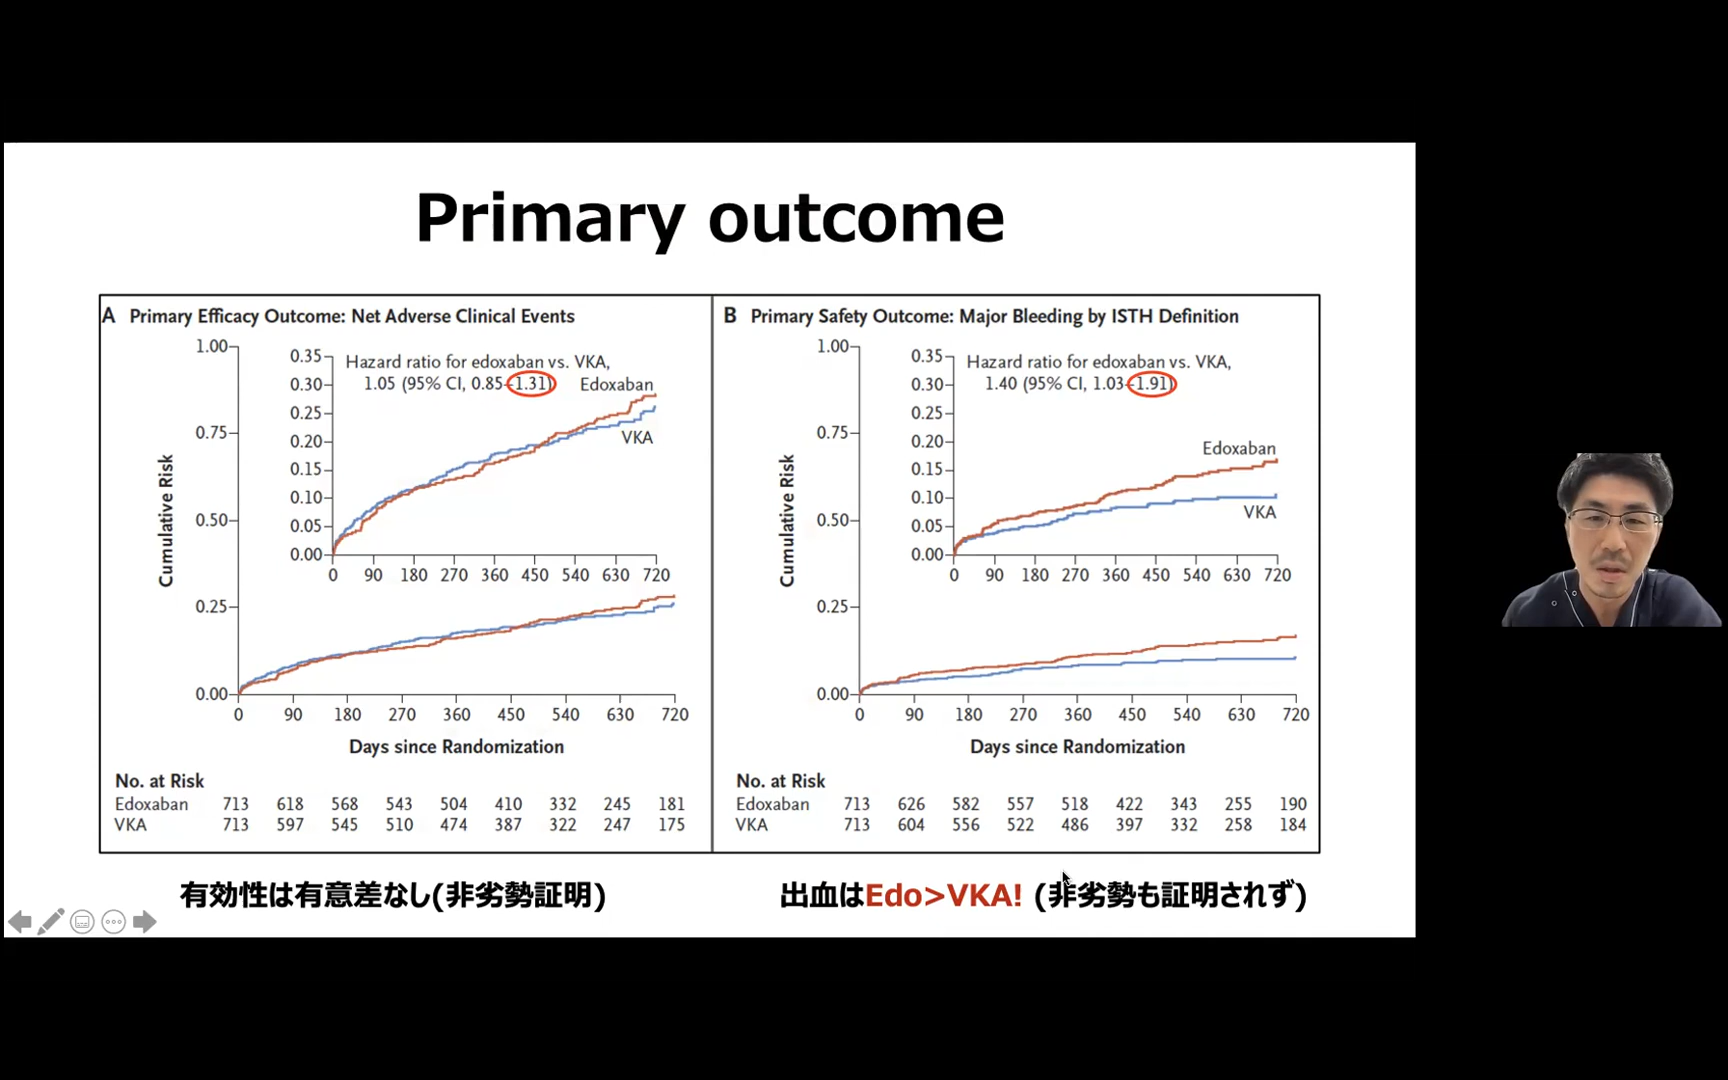 Primary outcome
A Primary Efficacy Outcome: Net Adverse Clinical Events
Hazard ratio for edoxaban vs. VKA,
1.05 (95% CI, 0.85–1.31)
Edoxaban
VKA
0.35
0.30
0.25
0.20
0.15
0.10
0.05
0.00
0 90 180 270 360 450 540 630 720
1.00
0.75
0.50
0.25
0.00
Cumulative Risk
0 90 180 270 360 450 540 630 720
Days since Randomization
No. at Risk
Edoxaban 713 618 568 543 504 410 332 245 181
VKA 713 597 545 510 474 387 322 247 175
B Primary Safety Outcome: Major Bleeding by ISTH Definition
Hazard ratio for edoxaban vs. VKA,
1.40 (95% CI, 1.03–1.91)
Edoxaban
VKA
0.35
0.30
0.25
0.20
0.15
0.10
0.05
0.00
0 90 180 270 360 450 540 630 720
1.00
0.75
0.50
0.25
0.00
Cumulative Risk
0 90 180 270 360 450 540 630 720
Days since Randomization
No. at Risk
Edoxaban 713 626 582 557 518 422 343 255 190
VKA 713 604 556 522 486 397 332 258 184
有効性は有意差なし(非劣勢証明)
出血はEdo>VKA! (非劣勢も証明されず)